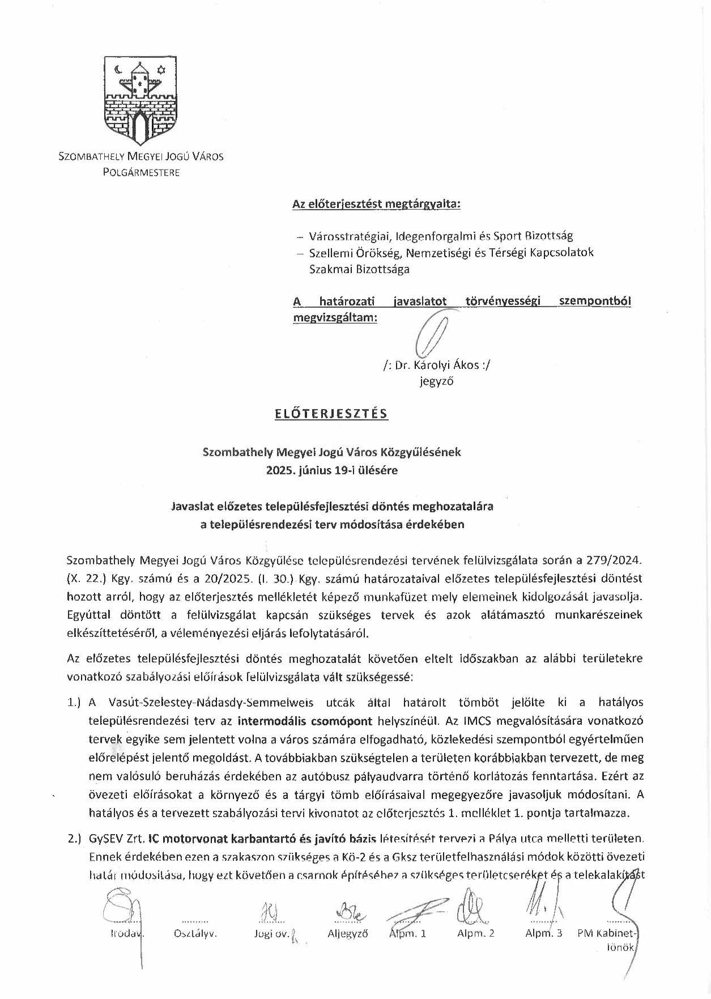 SZOMBATHELY MEGYEI JOGÚ VÁROS
POLGÁRMESTERE
Az előterjesztést megtárgyalta:
– Városstratégiai, Idegenforgalmi és Sport Bizottság
– Szellemi Örökség, Nemzetiségi és Térségi Kapcsolatok
Szakmai Bizottsága
A határozati javaslatot törvényességi szempontból
megvizsgáltam:
/: Dr. Károlyi Ákos :/
jegyző
ELŐTERJESZTÉS
Szombathely Megyei Jogú Város Közgyűlésének
2025. június 19-i ülésére
Javaslat előzetes településfejlesztési döntés meghozatalára
a településrendezési terv módosítása érdekében
Szombathely Megyei Jogú Város Közgyűlése településrendezési tervének felülvizsgálata során a 279/2024.
(X. 22.) Kgy. számú és a 20/2025. (I. 30.) Kgy. számú határozataival előzetes településfejlesztési döntést
hozott arról, hogy az előterjesztés mellékletét képező munkafüzet mely elemeinek kidolgozását javasolja.
Egyúttal döntött a felülvizsgálat kapcsán szükséges tervek és azok alátámasztó munkarészeinek
elkészíttetéséről, a véleményezési eljárás lefolytatásáról.
Az előzetes településfejlesztési döntés meghozatalát követően eltelt időszakban az alábbi területekre
vonatkozó szabályozási előírások felülvizsgálata vált szükségessé:
1.) A Vasút-Szelestey-Nádasdy-Semmelweis utcák által határolt tömböt jelölte ki a hatályos
településrendezési terv az intermodális csomópont helyszínéül. Az IMCS megvalósítására vonatkozó
tervek egyike sem jelentett volna a város számára elfogadható, közlekedési szempontból egyértelműen
előrelépést jelentő megoldást. A továbbiakban szükségtelen a területen korábbiakban tervezett, de meg
nem valósuló beruházás érdekében az autóbusz pályaudvarra történő korlátozás fenntartása. Ezért az
övezeti előírásokat a környező és a tárgyi tömb előírásaival megegyezőre javasoljuk módosítani. A
hatályos és a tervezett szabályozási tervi kivonatot az előterjesztés 1. melléklet 1. pontja tartalmazza.
2.) GySEV Zrt. IC motorvonat karbantartó és javító bázis létesítését tervezi a Pálya utca melletti területen.
Ennek érdekében ezen a szakaszon szükséges a Kö-2 és a Gksz területfelhasználási módok közötti övezeti
határ módosítása, hogy ezt követően a csarnok építéséhez a szükséges területcseréket és a telekalakítást
Irodav. Osztályv. Jogi ov. Aljegyző Alpm. 1 Alpm. 2 Alpm. 3 PM Kabinet-
főnök